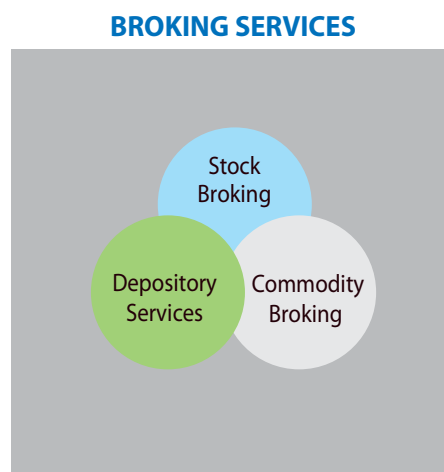 BROKING SERVICES
Stock
Broking
Depository
Services
Commodity
Broking